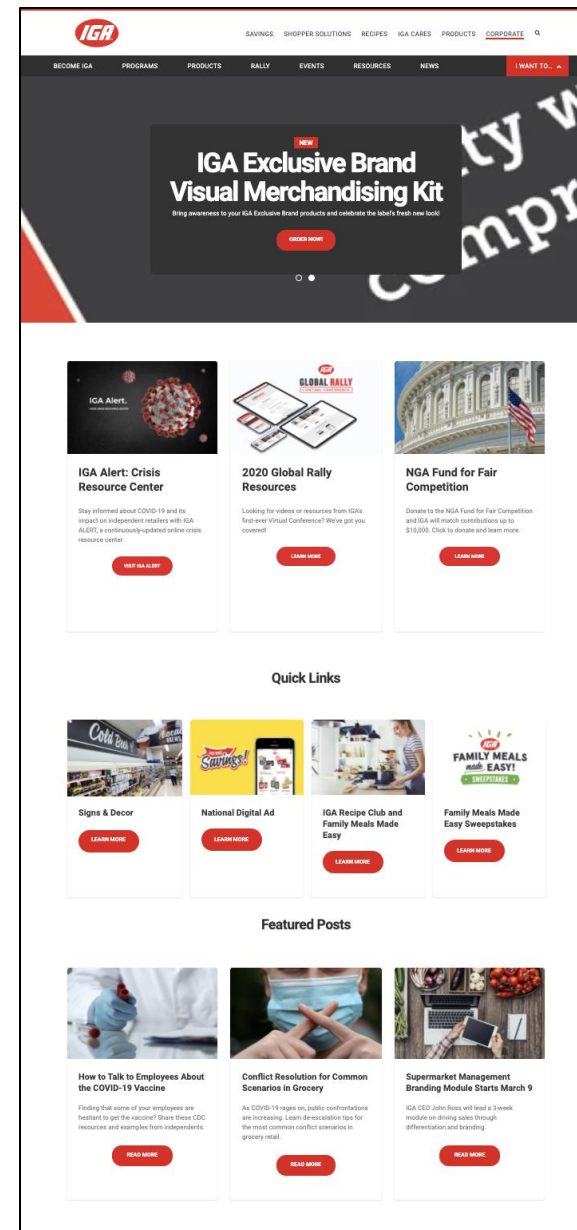 IGA
SAVINGS SHOPPER SOLUTIONS RECIPES IGA CARES PRODUCTS CORPORATE
BECOME IGA PROGRAMS PRODUCTS RALLY EVENTS RESOURCES NEWS I WANT TO...
NEW
IGA Exclusive Brand
Visual Merchandising Kit
Bring awareness to your IGA Exclusive Brand products and celebrate the label's fresh new look!
ORDER NOW!
IGA Alert.
IGA
GLOBAL RALLY
IGA Alert: Crisis
Resource Center
Stay informed about COVID-19 and its
impact on independent retailers with IGA
ALERT, a continuously-updated online crisis
resource center.
VISIT IGA ALERT
2020 Global Rally
Resources
Looking for videos or resources from IGA's
first-ever Virtual Conference? We've got you
covered!
LEARN MORE
NGA Fund for Fair
Competition
Donate to the NGA Fund for Fair Competition
and IGA will match contributions up to
$10,000. Click to donate and learn more.
LEARN MORE
Quick Links
Cold Beer
Local
Savings!
IGA
FAMILY MEALS
made EASY!
SWEEPSTAKES
Signs & Decor
LEARN MORE
National Digital Ad
LEARN MORE
IGA Recipe Club and
Family Meals Made
Easy
LEARN MORE
Family Meals Made
Easy Sweepstakes
LEARN MORE
Featured Posts
How to Talk to Employees About
the COVID-19 Vaccine
Finding that some of your employees are
hesitant to get the vaccine? Share these CDC
resources and examples from independents.
READ MORE
Conflict Resolution for Common
Scenarios in Grocery
As COVID-19 rages on, public confrontations
are increasing. Learn de-escalation tips for
the most common conflict scenarios in
grocery retail.
READ MORE
Supermarket Management
Branding Module Starts March 9
IGA CEO John Ross will lead a 3-week
module on driving sales through
differentiation and branding.
READ MORE